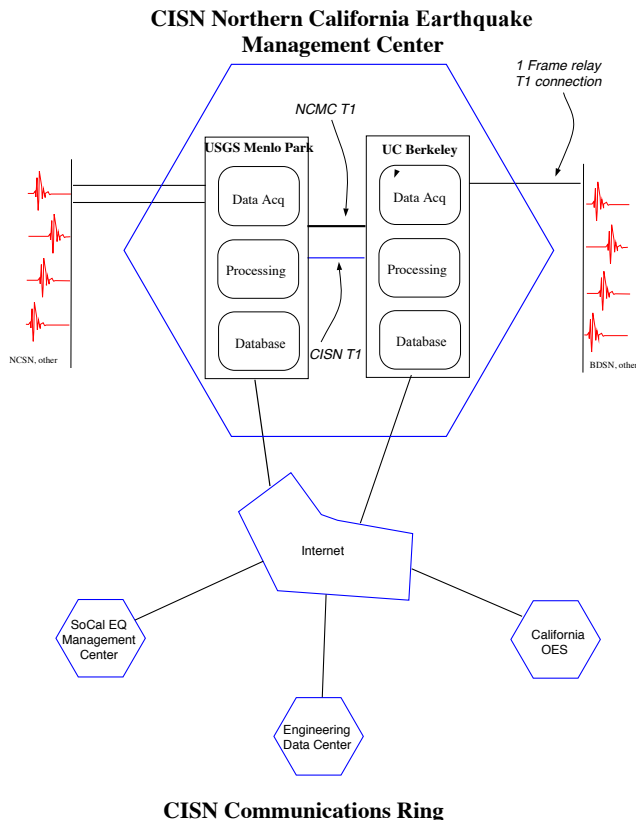 CISN Northern California Earthquake
Management Center
1 Frame relay
T1 connection
NCMC T1
USGS Menlo Park
UC Berkeley
Data Acq
Data Acq
Processing
Processing
Database
Database
CISN T1
NCSN, other
BDSN, other
Internet
SoCal EQ
Management
Center
California
OES
Engineering
Data Center
CISN Communications Ring